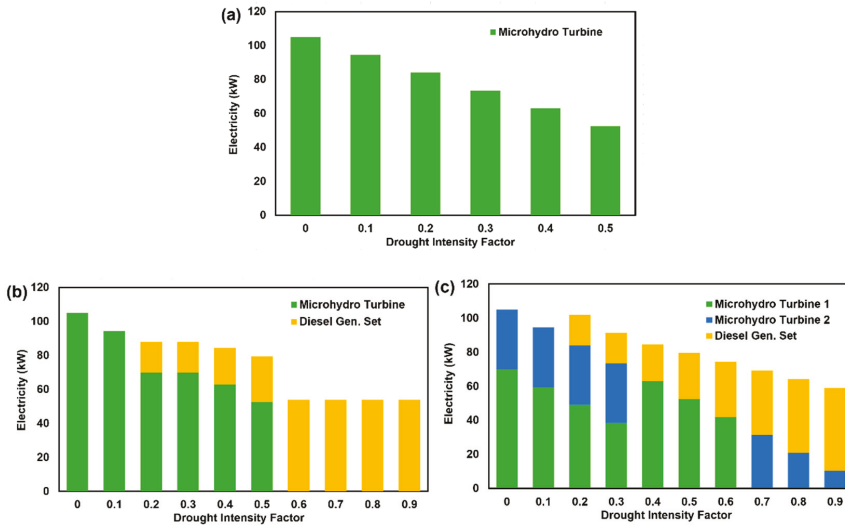 (a)
120
100
80
60
40
20
0
Electricity (kW)
Microhydro Turbine
0 0.1 0.2 0.3 0.4 0.5
Drought Intensity Factor
(b)
120
100
80
60
40
20
0
Electricity (kW)
Microhydro Turbine
Diesel Gen. Set
0 0.1 0.2 0.3 0.4 0.5 0.6 0.7 0.8 0.9
Drought Intensity Factor
(c)
120
100
80
60
40
20
0
Electricity (kW)
Microhydro Turbine 1
Microhydro Turbine 2
Diesel Gen. Set
0 0.1 0.2 0.3 0.4 0.5 0.6 0.7 0.8 0.9
Drought Intensity Factor